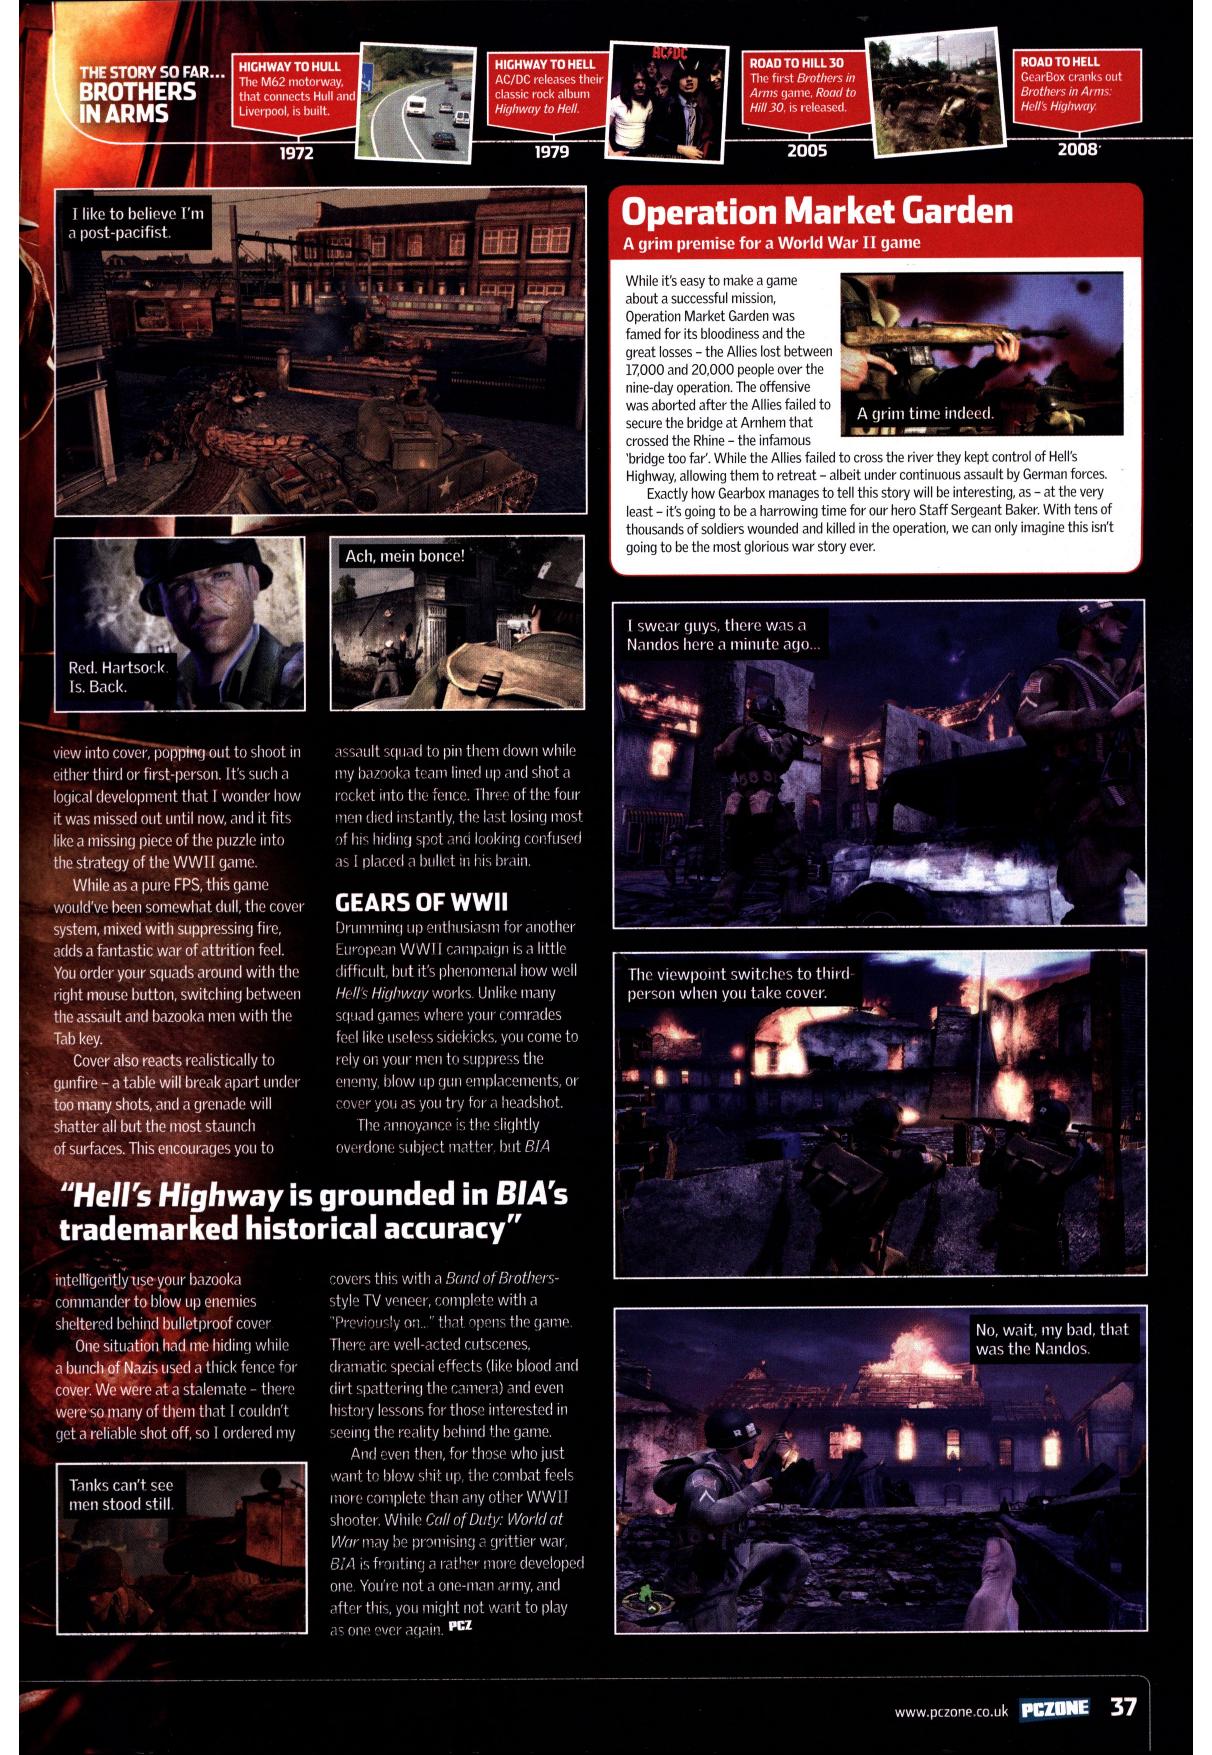 THE STORY SO FAR...
BROTHERS
IN ARMS
HIGHWAY TO HULL
The M62 motorway,
that connects Hull and
Liverpool, is built.
1972
HIGHWAY TO HELL
AC/DC releases their
classic rock album
Highway to Hell.
1979
AC/DC
ROAD TO HILL 30
The first Brothers in
Arms game, Road to
Hill 30, is released.
2005
ROAD TO HELL
GearBox cranks out
Brothers in Arms:
Hell's Highway.
2008
I like to believe I'm
a post-pacifist.
Red. Hartsock.
Is. Back.
Ach, mein bonce!
view into cover, popping out to shoot in
either third or first-person. It's such a
logical development that I wonder how
it was missed out until now, and it fits
like a missing piece of the puzzle into
the strategy of the WWII game.
While as a pure FPS, this game
would've been somewhat dull, the cover
system, mixed with suppressing fire,
adds a fantastic war of attrition feel.
You order your squads around with the
right mouse button, switching between
the assault and bazooka men with the
Tab key.
Cover also reacts realistically to
gunfire – a table will break apart under
too many shots, and a grenade will
shatter all but the most staunch
of surfaces. This encourages you to
intelligently use your bazooka
commander to blow up enemies
sheltered behind bulletproof cover.
One situation had me hiding while
a bunch of Nazis used a thick fence for
cover. We were at a stalemate – there
were so many of them that I couldn't
get a reliable shot off, so I ordered my
Tanks can't see
men stood still.
assault squad to pin them down while
my bazooka team lined up and shot a
rocket into the fence. Three of the four
men died instantly, the last losing most
of his hiding spot and looking confused
as I placed a bullet in his brain.
GEARS OF WWII
Drumming up enthusiasm for another
European WWII campaign is a little
difficult, but it's phenomenal how well
Hell's Highway works. Unlike many
squad games where your comrades
feel like useless sidekicks, you come to
rely on your men to suppress the
enemy, blow up gun emplacements, or
cover you as you try for a headshot.
The annoyance is the slightly
overdone subject matter, but BIA
"Hell's Highway is grounded in BIA's
trademarked historical accuracy"
covers this with a Band of Brothers-
style TV veneer, complete with a
"Previously on..." that opens the game.
There are well-acted cutscenes,
dramatic special effects (like blood and
dirt spattering the camera) and even
history lessons for those interested in
seeing the reality behind the game.
And even then, for those who just
want to blow shit up, the combat feels
more complete than any other WWII
shooter. While Call of Duty: World at
War may be promising a grittier war,
BIA is fronting a rather more developed
one. You're not a one-man army, and
after this, you might not want to play
as one ever again. PCZ
Operation Market Garden
A grim premise for a World War II game
While it's easy to make a game
about a successful mission,
Operation Market Garden was
famed for its bloodiness and the
great losses – the Allies lost between
17,000 and 20,000 people over the
nine-day operation. The offensive
was aborted after the Allies failed to
secure the bridge at Arnhem that
crossed the Rhine – the infamous
'bridge too far'. While the Allies failed to cross the river they kept control of Hell's
Highway, allowing them to retreat – albeit under continuous assault by German forces.
Exactly how Gearbox manages to tell this story will be interesting, as – at the very
least – it's going to be a harrowing time for our hero Staff Sergeant Baker. With tens of
thousands of soldiers wounded and killed in the operation, we can only imagine this isn't
going to be the most glorious war story ever.
A grim time indeed.
I swear guys, there was a
Nandos here a minute ago...
The viewpoint switches to third-
person when you take cover.
No, wait, my bad, that
was the Nandos.
www.pczone.co.uk PCZONE 37